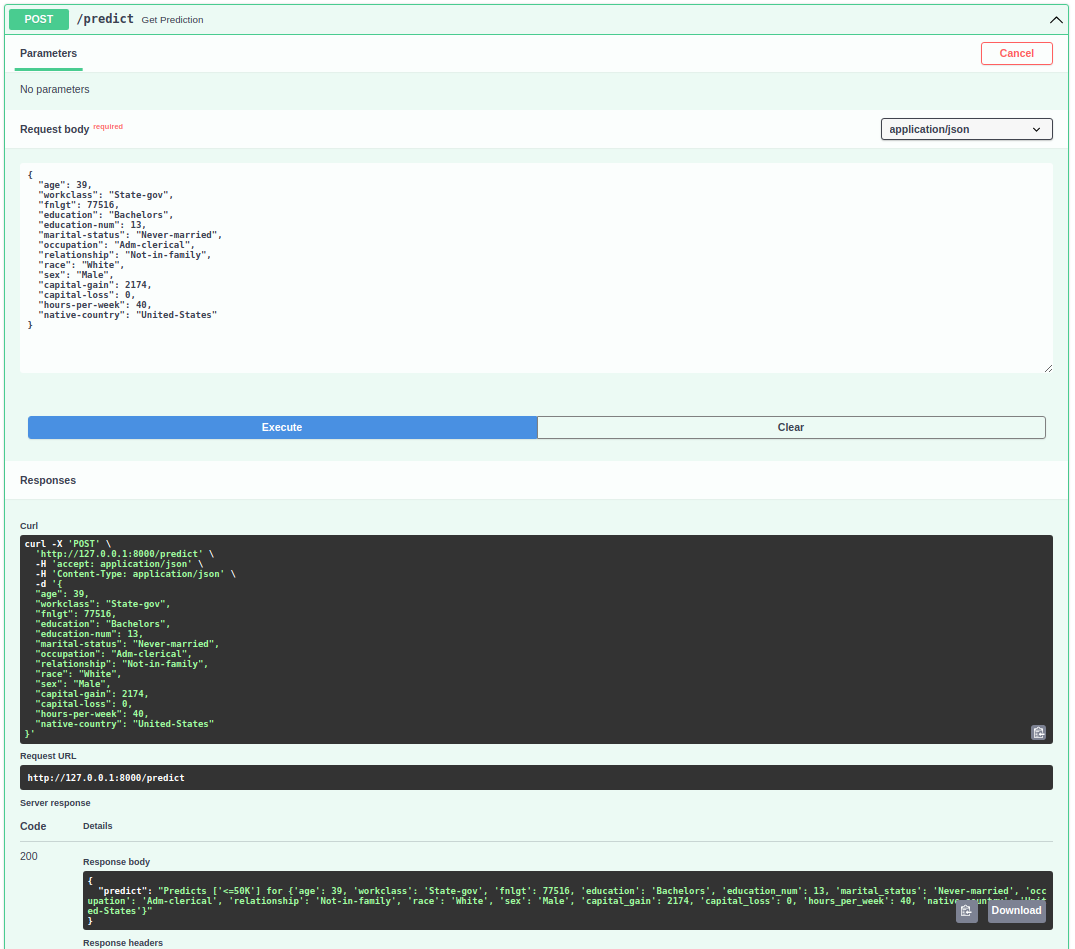 POST /predict Get Prediction
Parameters
Cancel
No parameters
Request body required
application/json
{
"age": 39,
"workclass": "State-gov",
"fnlgt": 77516,
"education": "Bachelors",
"education-num": 13,
"marital-status": "Never-married",
"occupation": "Adm-clerical",
"relationship": "Not-in-family",
"race": "White",
"sex": "Male",
"capital-gain": 2174,
"capital-loss": 0,
"hours-per-week": 40,
"native-country": "United-States"
}
Execute
Clear
Responses
Curl
curl -X 'POST' \
'http://127.0.0.1:8000/predict' \
-H 'accept: application/json' \
-H 'Content-Type: application/json' \
-d '{
"age": 39,
"workclass": "State-gov",
"fnlgt": 77516,
"education": "Bachelors",
"education-num": 13,
"marital-status": "Never-married",
"occupation": "Adm-clerical",
"relationship": "Not-in-family",
"race": "White",
"sex": "Male",
"capital-gain": 2174,
"capital-loss": 0,
"hours-per-week": 40,
"native-country": "United-States"
}'
Request URL
http://127.0.0.1:8000/predict
Server response
Code Details
200
Response body
{
"predict": "Predicts ['<=50K'] for {'age': 39, 'workclass': 'State-gov', 'fnlgt': 77516, 'education': 'Bachelors', 'education_num': 13, 'marital_status': 'Never-married', 'occ
upation': 'Adm-clerical', 'relationship': 'Not-in-family', 'race': 'White', 'sex': 'Male', 'capital_gain': 2174, 'capital_loss': 0, 'hours_per_week': 40, 'native_country': 'Unit
ed-States'}"
}
Download
Response headers